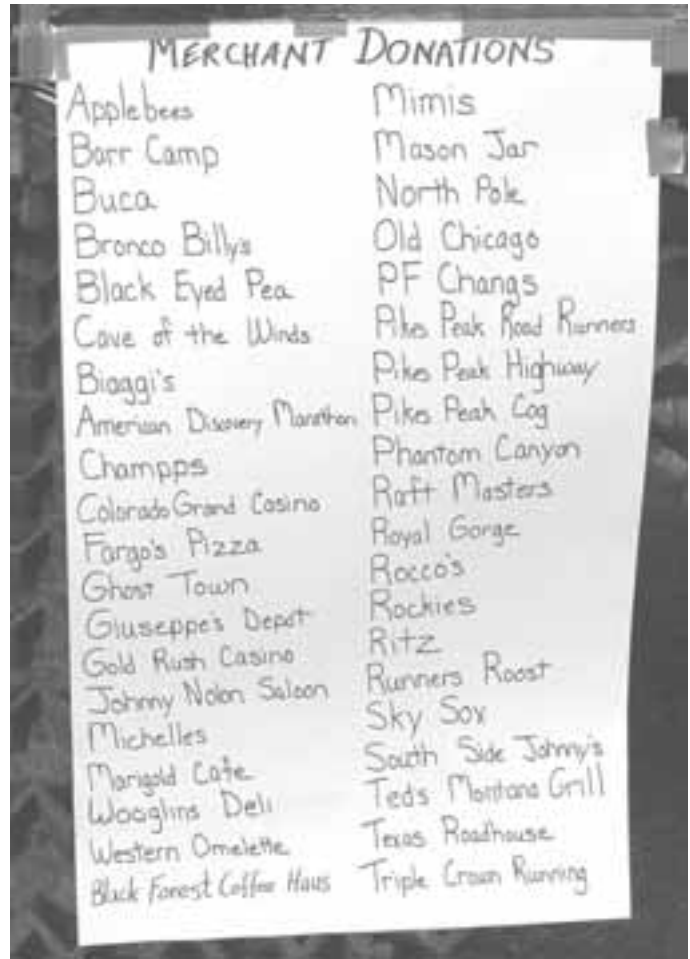 MERCHANT DONATIONS
Applebees
Barr Camp
Buca
Bronco Billy's
Black Eyed Pea
Cave of the Winds
Biaggi's
American Discovery Marathon
Champps
Colorado Grand Casino
Fargo's Pizza
Ghost Town
Giuseppe's Depot
Gold Rush Casino
Johnny Nolon Saloon
Michelles
Marigold Cafe
Wooglins Deli
Western Omelette
Black Forest Coffee Haus
Mimis
Mason Jar
North Pole
Old Chicago
PF Changs
Pikes Peak Road Runners
Pikes Peak Highway
Pikes Peak Cog
Phantom Canyon
Raft Masters
Royal Gorge
Rocco's
Rockies
Ritz
Runners Roost
Sky Sox
South Side Johnny's
Teds Montana Grill
Texas Roadhouse
Triple Crown Running